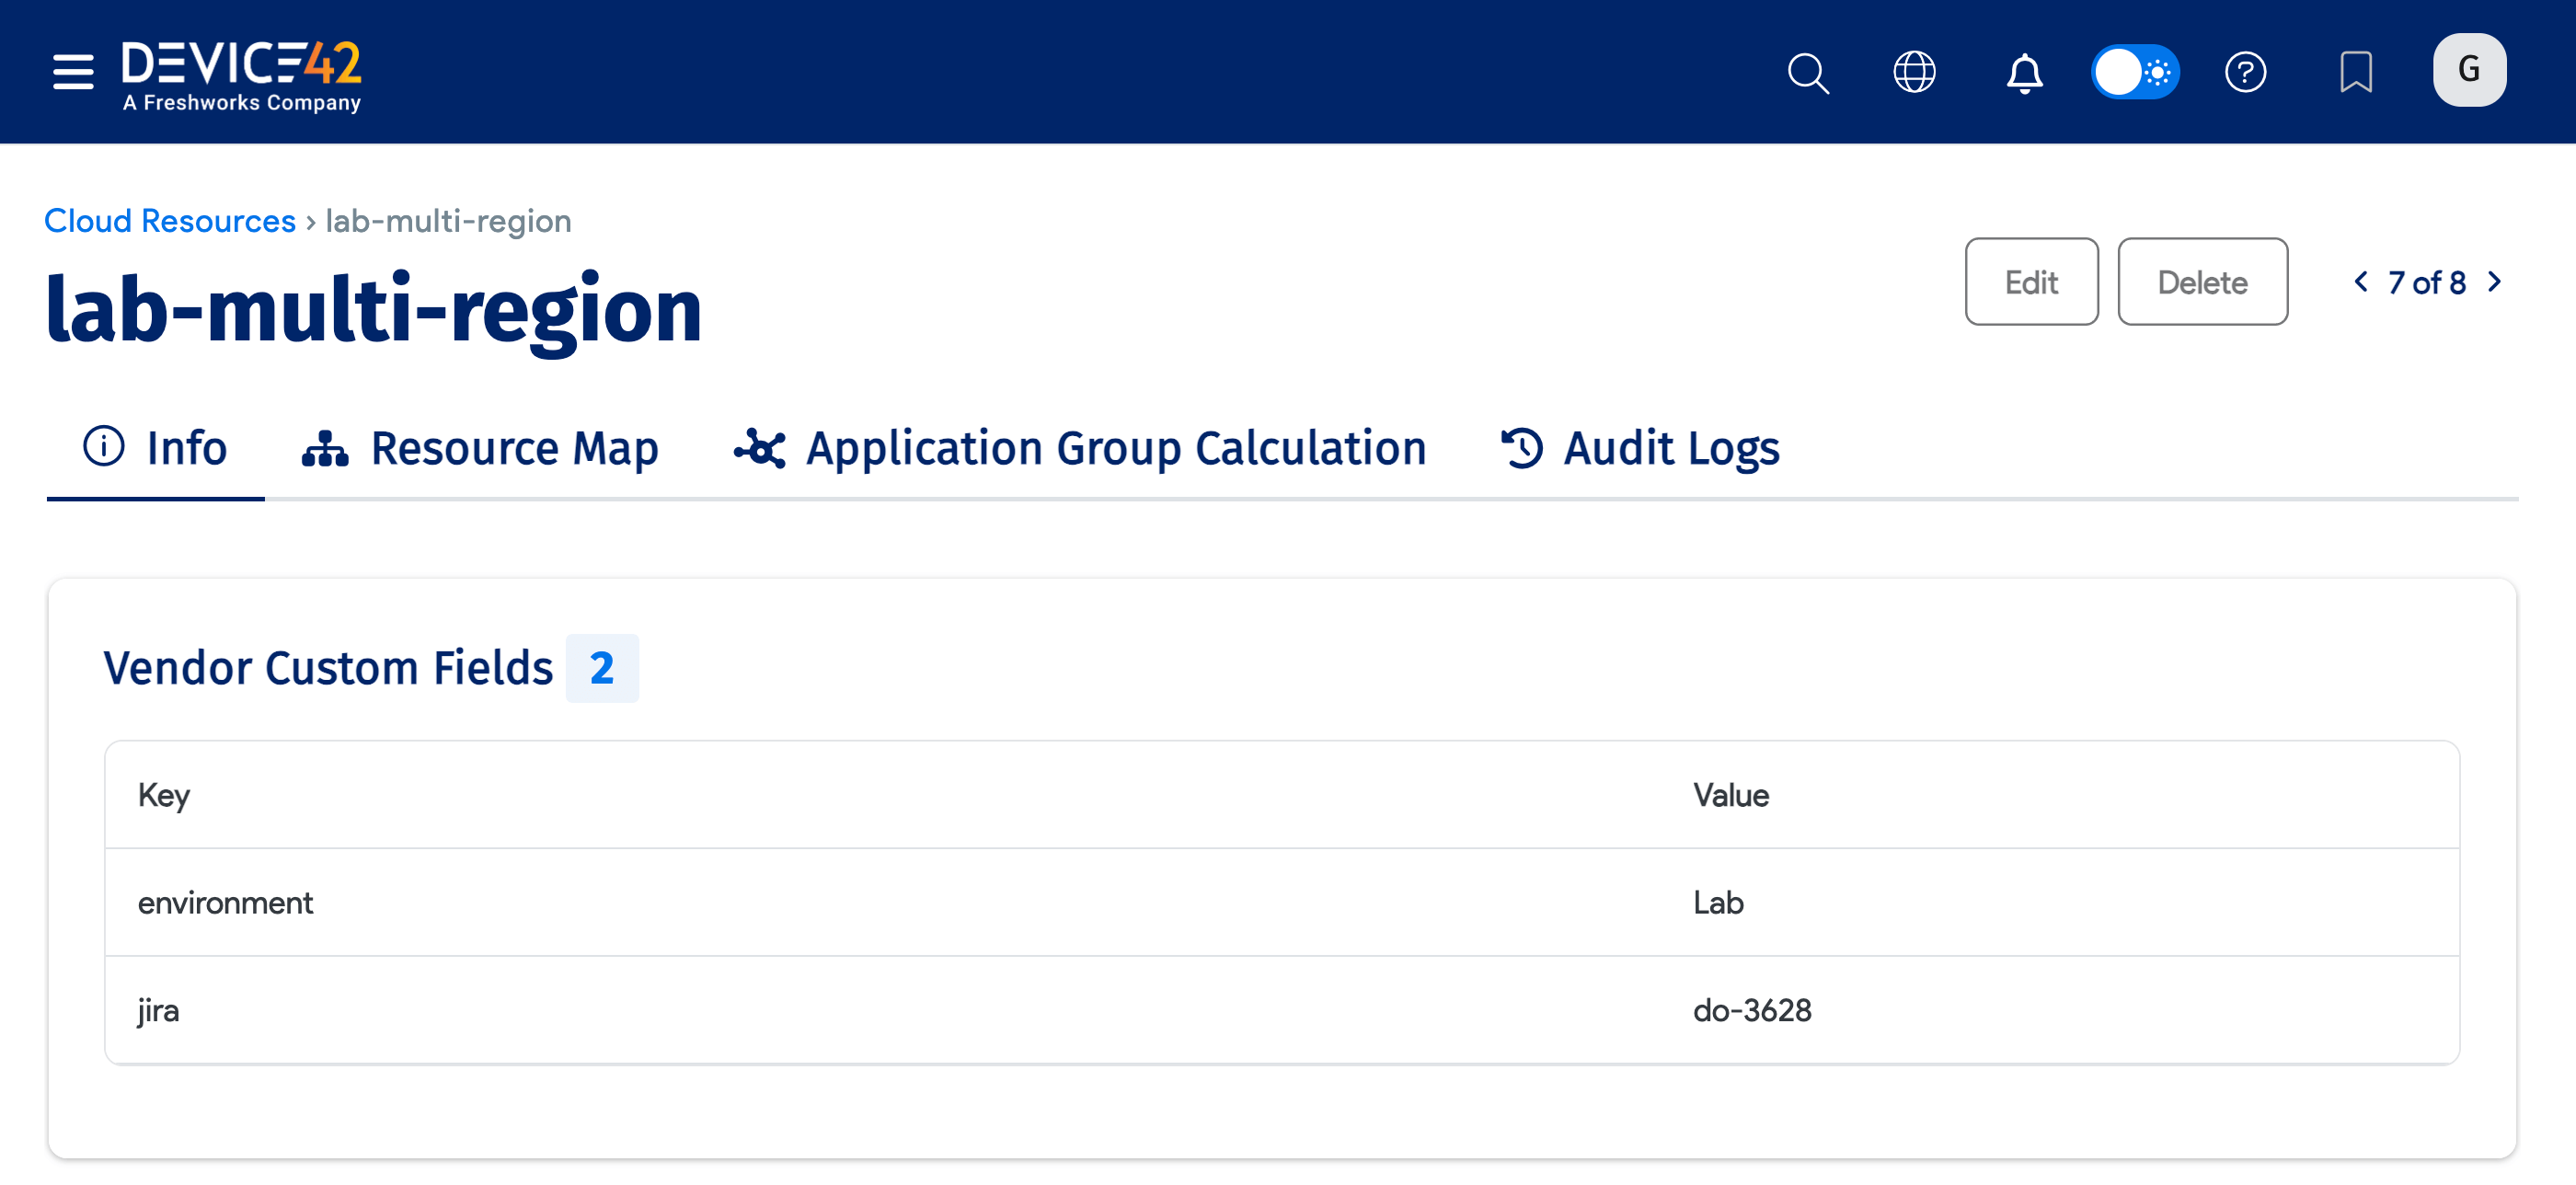 DEVICE42
A Freshworks Company
G
Cloud Resources › lab-multi-region
lab-multi-region
Edit
Delete
7 of 8
Info
Resource Map
Application Group Calculation
Audit Logs
Vendor Custom Fields 2
Key Value
environment Lab
jira do-3628